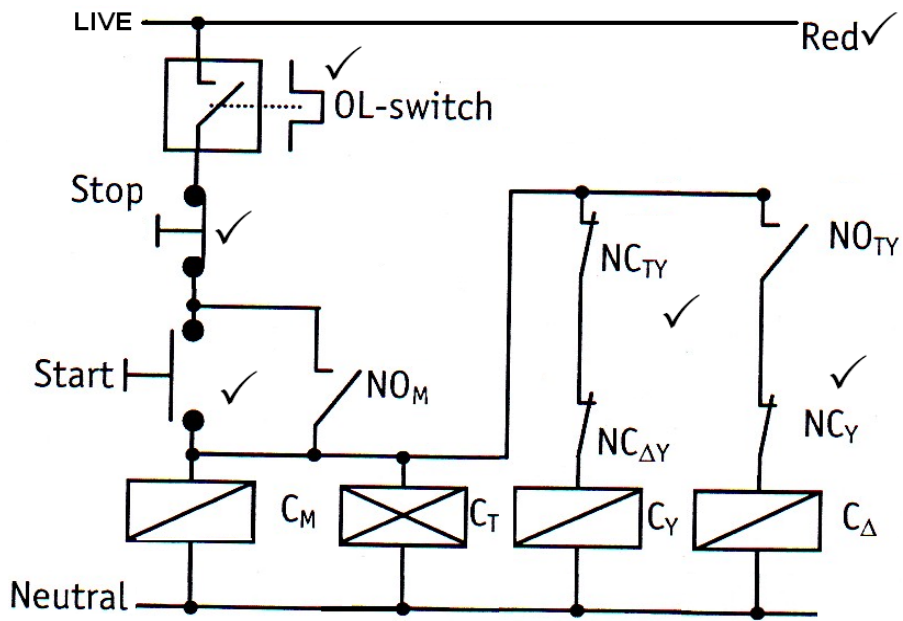 LIVE
Red
OL-switch
Stop
NO_TY
NC_TY
Start
NO_M
NC_ΔY
NC_Y
C_M
C_T
C_Y
C_Δ
Neutral